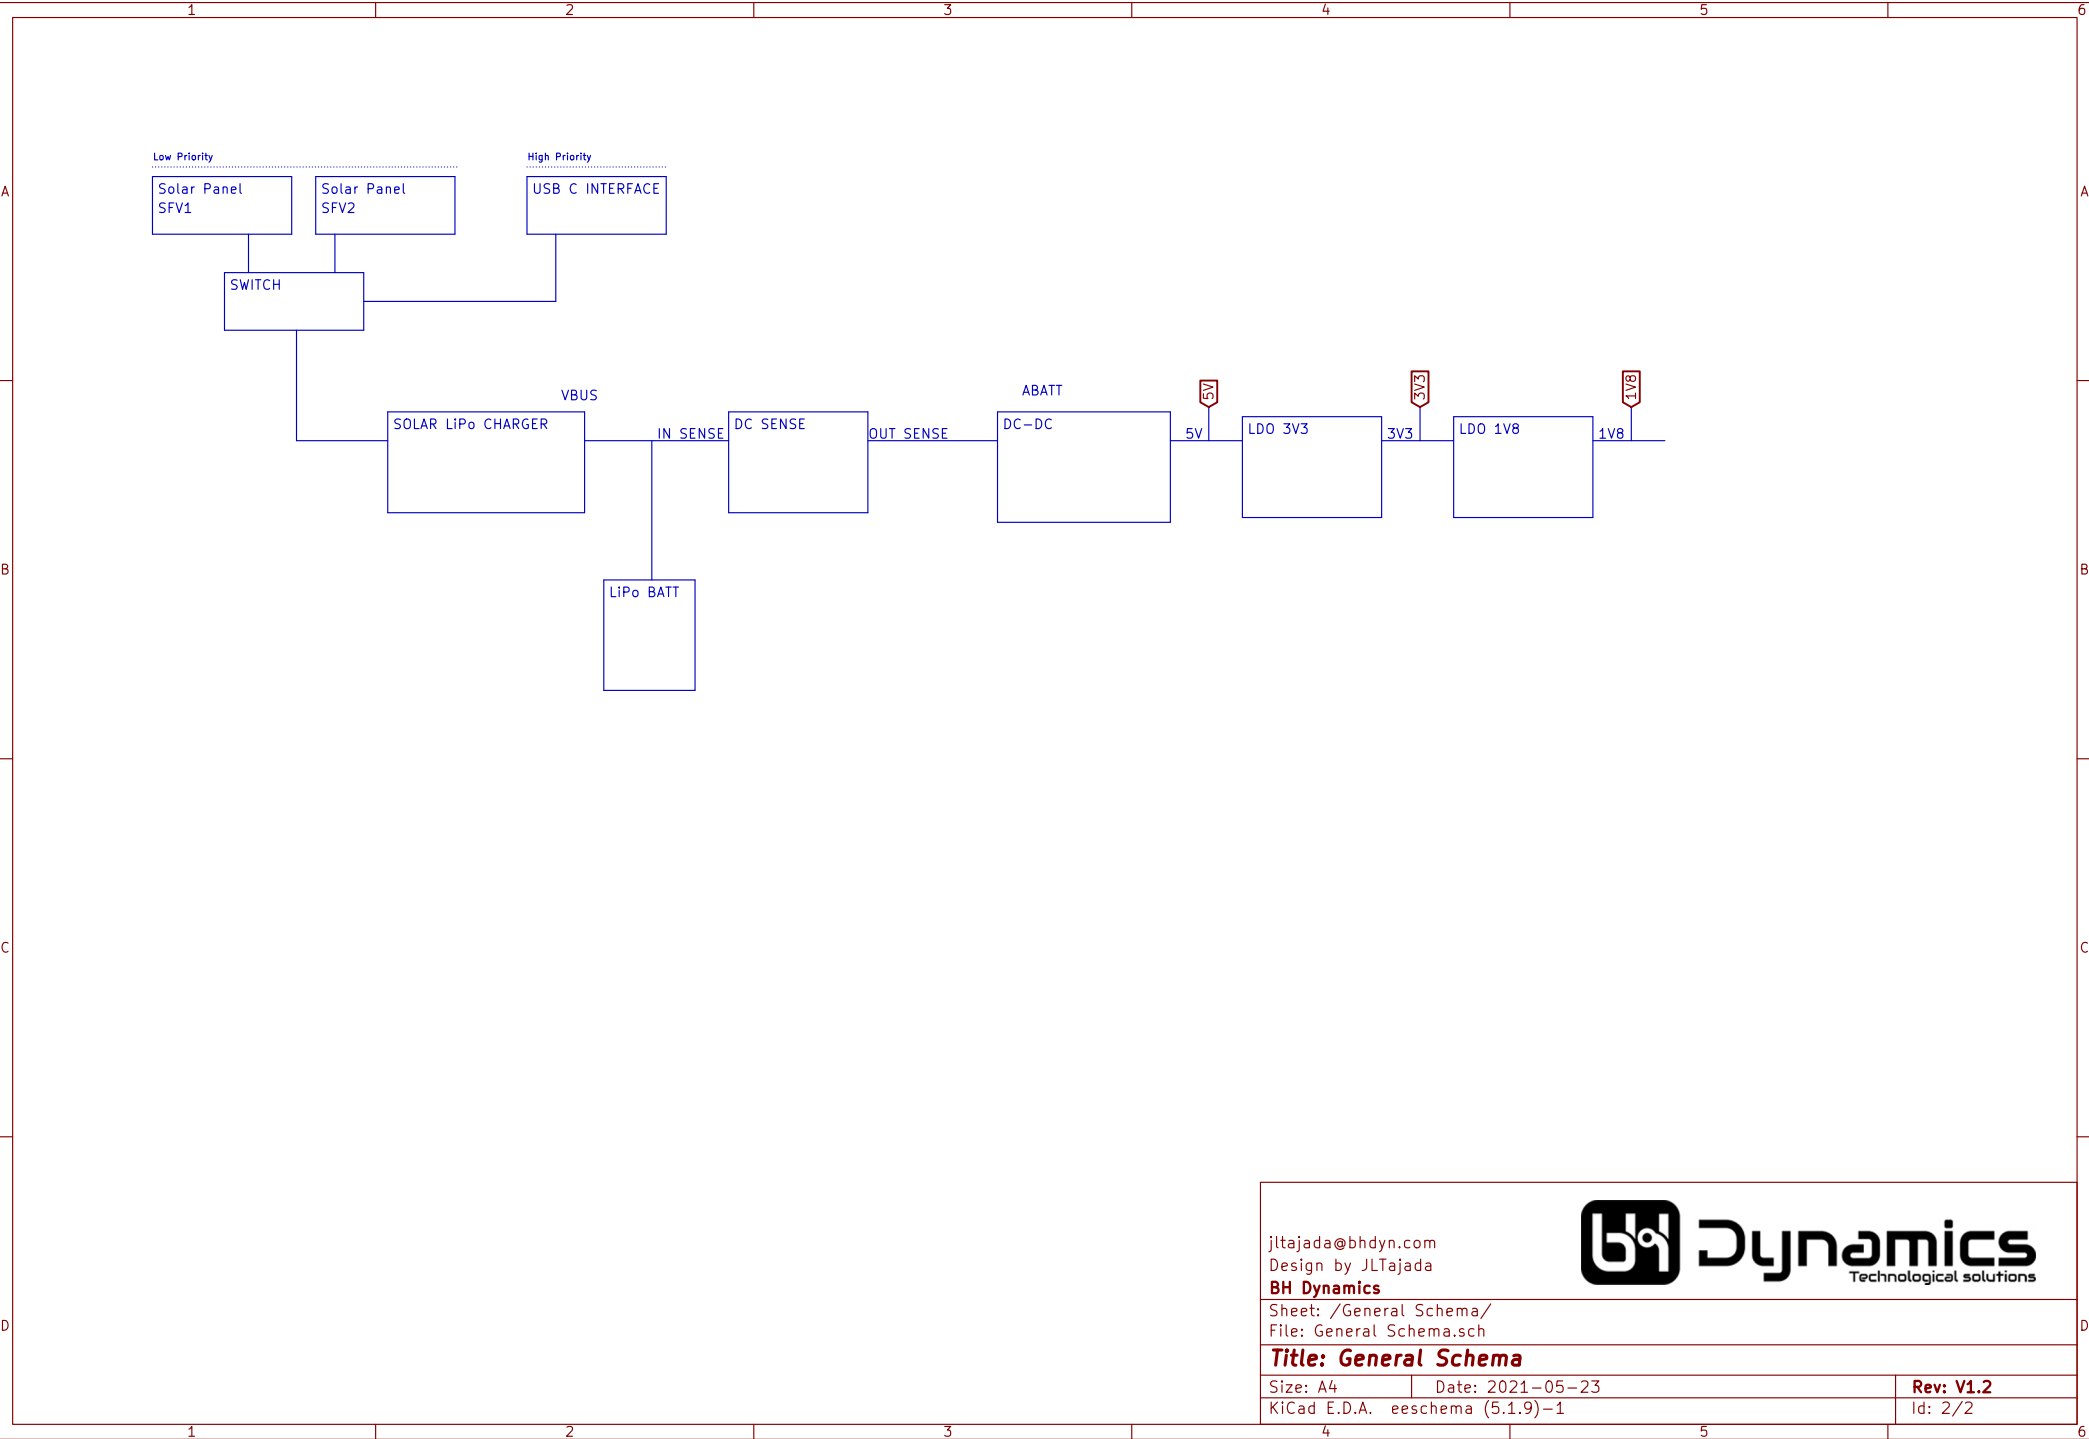 1 2 3 4 5 6
Low Priority
High Priority
A
Solar Panel
SFV1
Solar Panel
SFV2
USB C INTERFACE
A
SWITCH
VBUS
ABATT
5V
3V3
1V8
SOLAR LiPo CHARGER
IN SENSE
DC SENSE
OUT SENSE
DC-DC
5V
LDO 3V3
3V3
LDO 1V8
1V8
B
B
LiPo BATT
C
C
bh Dynamics
Technological solutions
jltajada@bhdyn.com
Design by JLTajada
BH Dynamics
Sheet: /General Schema/
File: General Schema.sch
D
D
Title: General Schema
Size: A4
Date: 2021-05-23
Rev: V1.2
KiCad E.D.A. eeschema (5.1.9)-1
Id: 2/2
1 2 3 4 5 6